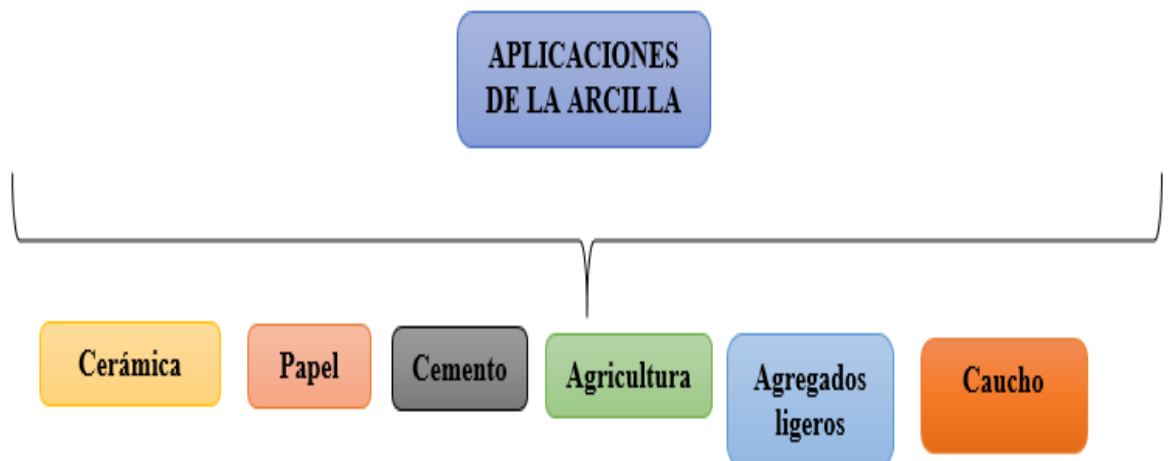 APLICACIONES
DE LA ARCILLA
Cerámica
Papel
Cemento
Agricultura
Agregados
ligeros
Caucho